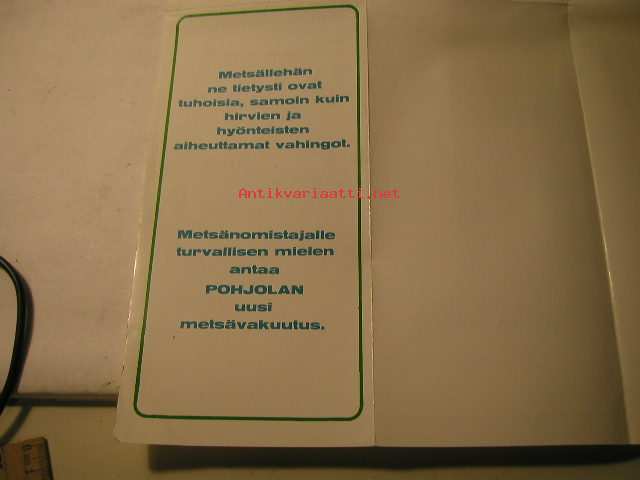 Metsällehän
ne tietysti ovat
tuhoisia, samoin kuin
hirvien ja
hyönteisten
aiheuttamat vahingot.
Antikvariaatti.net
Metsänomistajalle
turvallisen mielen
antaa
POHJOLAN
uusi
metsävakuutus.